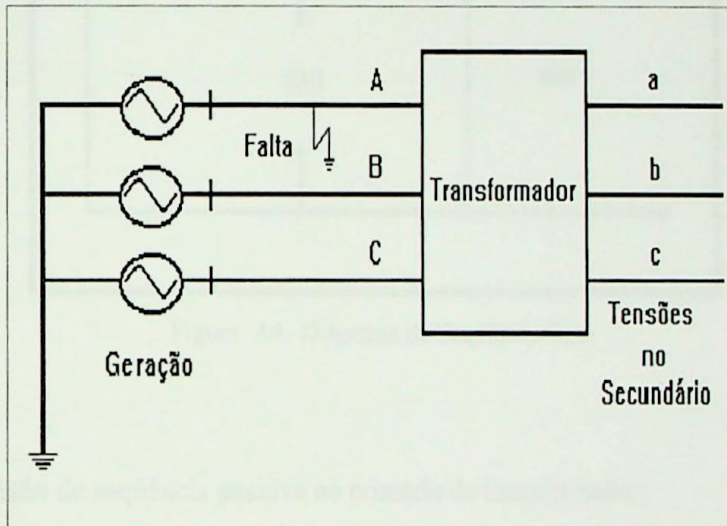 A
a
Falta
B
b
Transformador
C
c
Geração
Tensões
no
Secundário